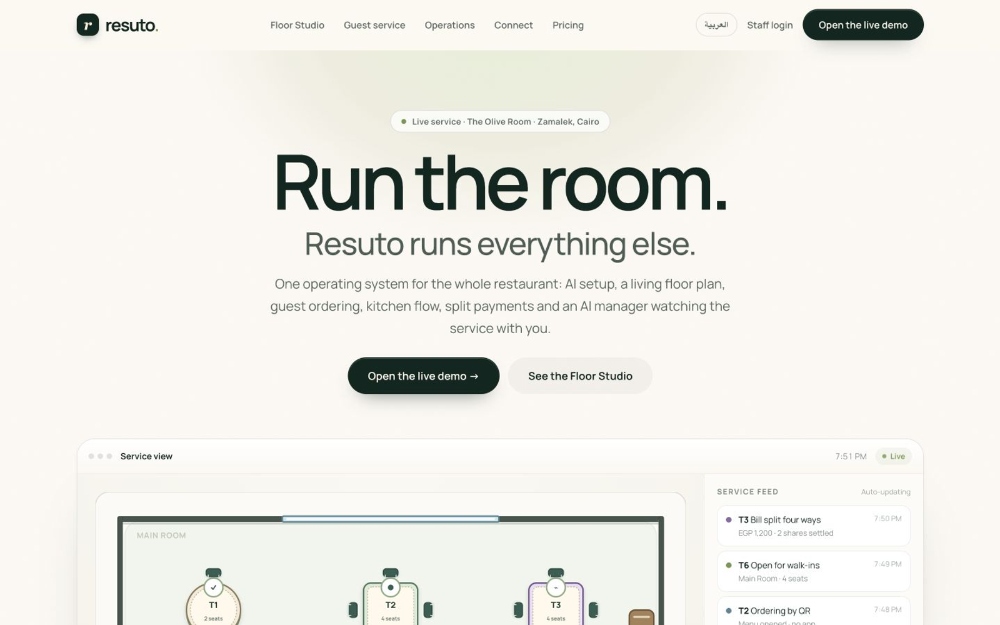 r resuto.
Floor Studio
Guest service
Operations
Connect
Pricing
العربية
Staff login
Open the live demo
Live service · The Olive Room · Zamalek, Cairo
Run the room.
Resuto runs everything else.
One operating system for the whole restaurant: AI setup, a living floor plan,
guest ordering, kitchen flow, split payments and an AI manager watching the
service with you.
Open the live demo →
See the Floor Studio
Service view
7:51 PM
Live
MAIN ROOM
T1
2 seats
T2
4 seats
T3
4 seats
SERVICE FEED
Auto-updating
T3 Bill split four ways
7:50 PM
EGP 1,200 · 2 shares settled
T6 Open for walk-ins
7:49 PM
Main Room · 4 seats
T2 Ordering by QR
7:48 PM
Menu opened · no app